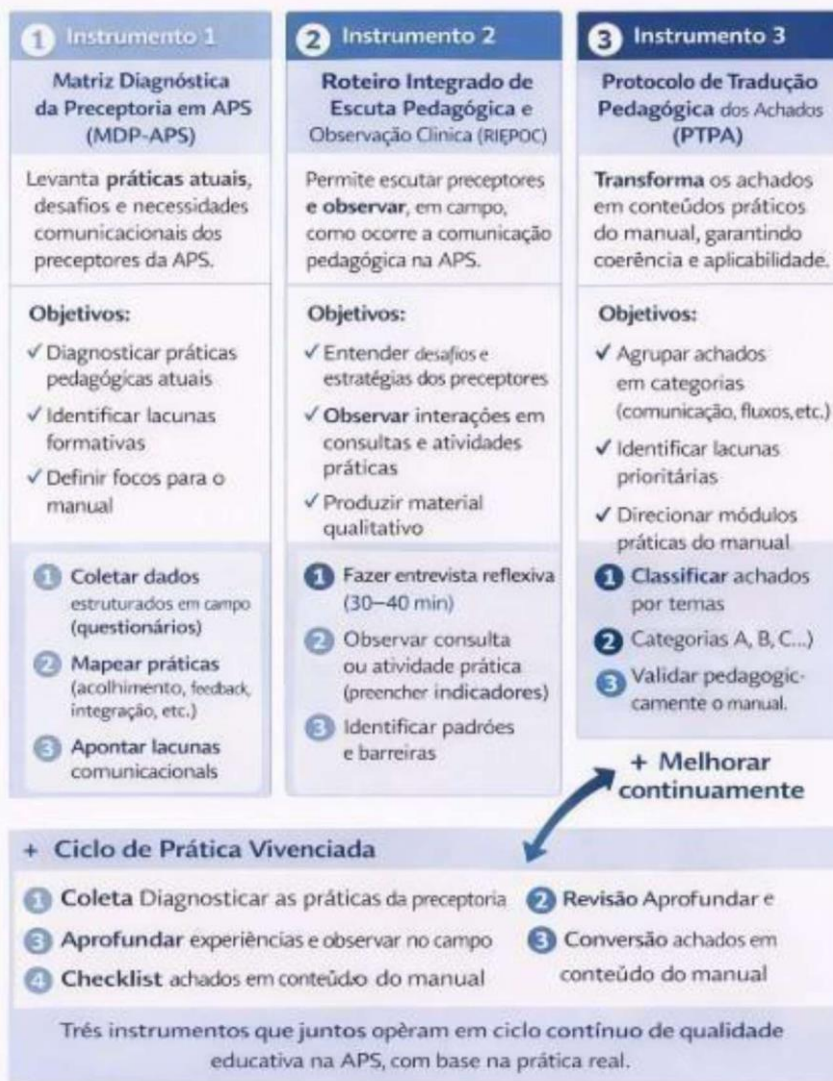 1 Instrumento 1
Matriz Diagnóstica
da Preceptoria em APS
(MDP-APS)
Levanta práticas atuais,
desafios e necessidades
comunicacionais dos
preceptores da APS.
Objetivos:
✓ Diagnosticar práticas
pedagógicas atuais
✓ Identificar lacunas
formativas
✓ Definir focos para o
manual
1 Coletar dados
estruturados em campo
(questionários)
2 Mapear práticas
(acolhimento, feedback,
integração, etc.)
3 Apontar lacunas
comunicacionals
2 Instrumento 2
Roteiro Integrado de
Escuta Pedagógica e
Observação Clinica (RIEPOC)
Permite escutar preceptores
e observar, em campo,
como ocorre a comunicação
pedagógica na APS.
Objetivos:
✓ Entender desafios e
estratégias dos preceptores
✓ Observar interações em
consultas e atividades
práticas
✓ Produzir material
qualitativo
1 Fazer entrevista reflexiva
(30–40 min)
2 Observar consulta
ou atividade prática
(preencher indicadores)
3 Identificar padróes
e barreiras
3 Instrumento 3
Protocolo de Tradução
Pedagógica dos Achados
(PTPA)
Transforma os achados
em conteúdos práticos
do manual, garantindo
coerência e aplicabilidade.
Objetivos:
✓ Agrupar achados
em categorias
(comunicação, fluxos, etc.)
✓ Identificar lacunas
prioritárias
✓ Direcionar módulos
práticas do manual
1 Classificar achados
por temas
2 Categorias A, B, C...)
3 Validar pedagogic-
camente o manual.
+ Melhorar
continuamente
+ Ciclo de Prática Vivenciada
1 Coleta Diagnosticar as práticas da preceptoria
2 Revisão Aprofundar e
3 Aprofundar experiências e observar no campo
3 Conversão achados em
conteúdo do manual
4 Checklist achados em conteúdo do manual
Três instrumentos que juntos opèram em ciclo contínuo de qualidade
educativa na APS, com base na prática real.